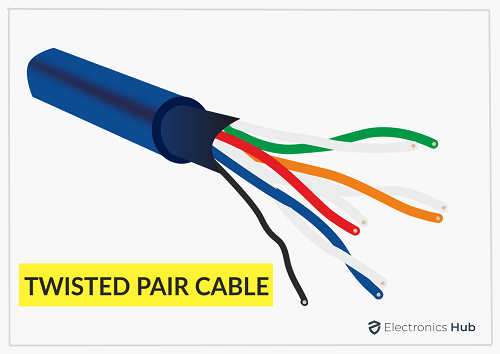 TWISTED PAIR CABLE
Electronics Hub